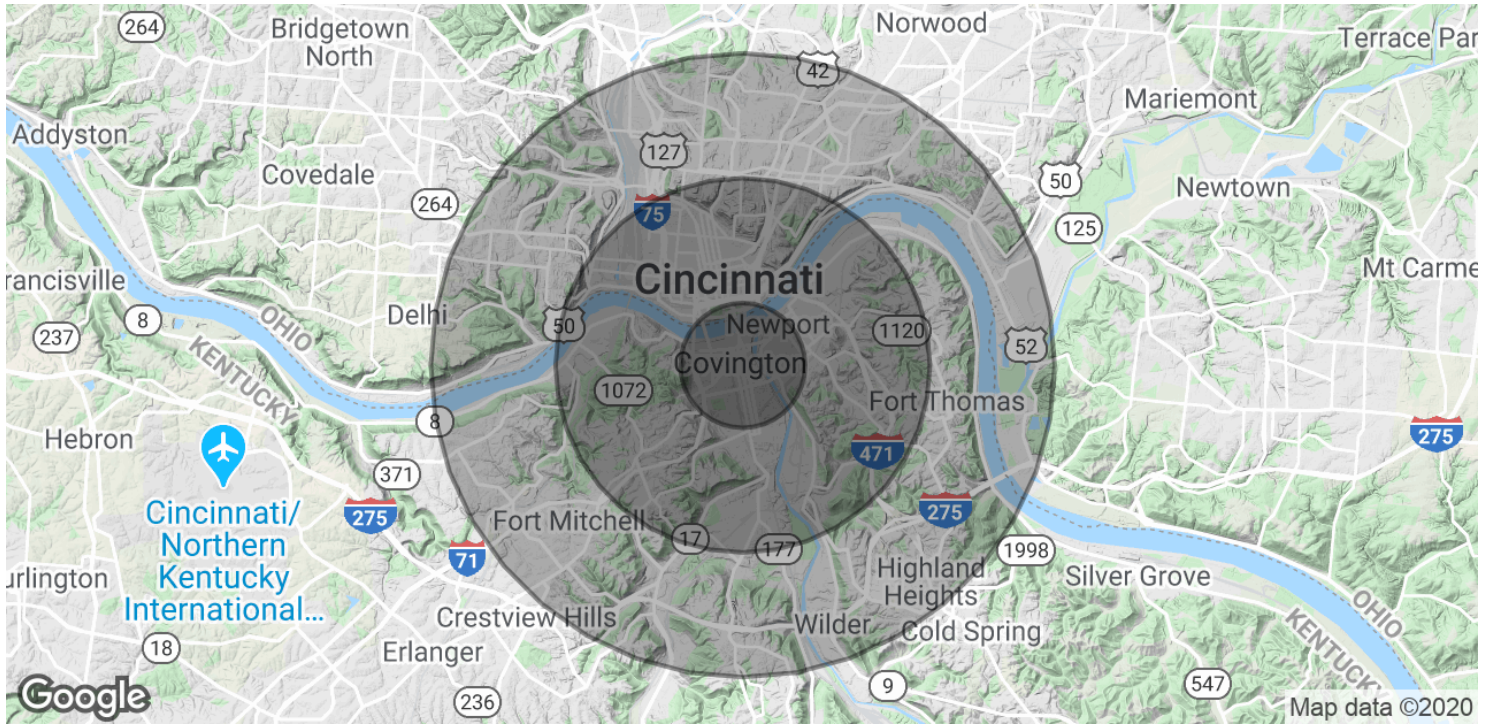 264
Bridgetown
North
Norwood
Terrace Par
42
Mariemont
Addyston
127
Covedale
50
Newtown
264
75
125
Cincinnati
Mt Carme
rancisville
8
Delhi
OHIO
KENTUCKY
237
50
Newport
1120
52
Covington
1072
Fort Thomas
8
Hebron
471
275
371
Cincinnati/
Northern
Kentucky
International...
275
Fort Mitchell
275
17
177
71
1998
urlington
Highland
Heights
Silver Grove
OHIO
KENTUCKY
Crestview Hills
Wilder
Cold Spring
18
Erlanger
236
9
547
Google
Map data ©2020